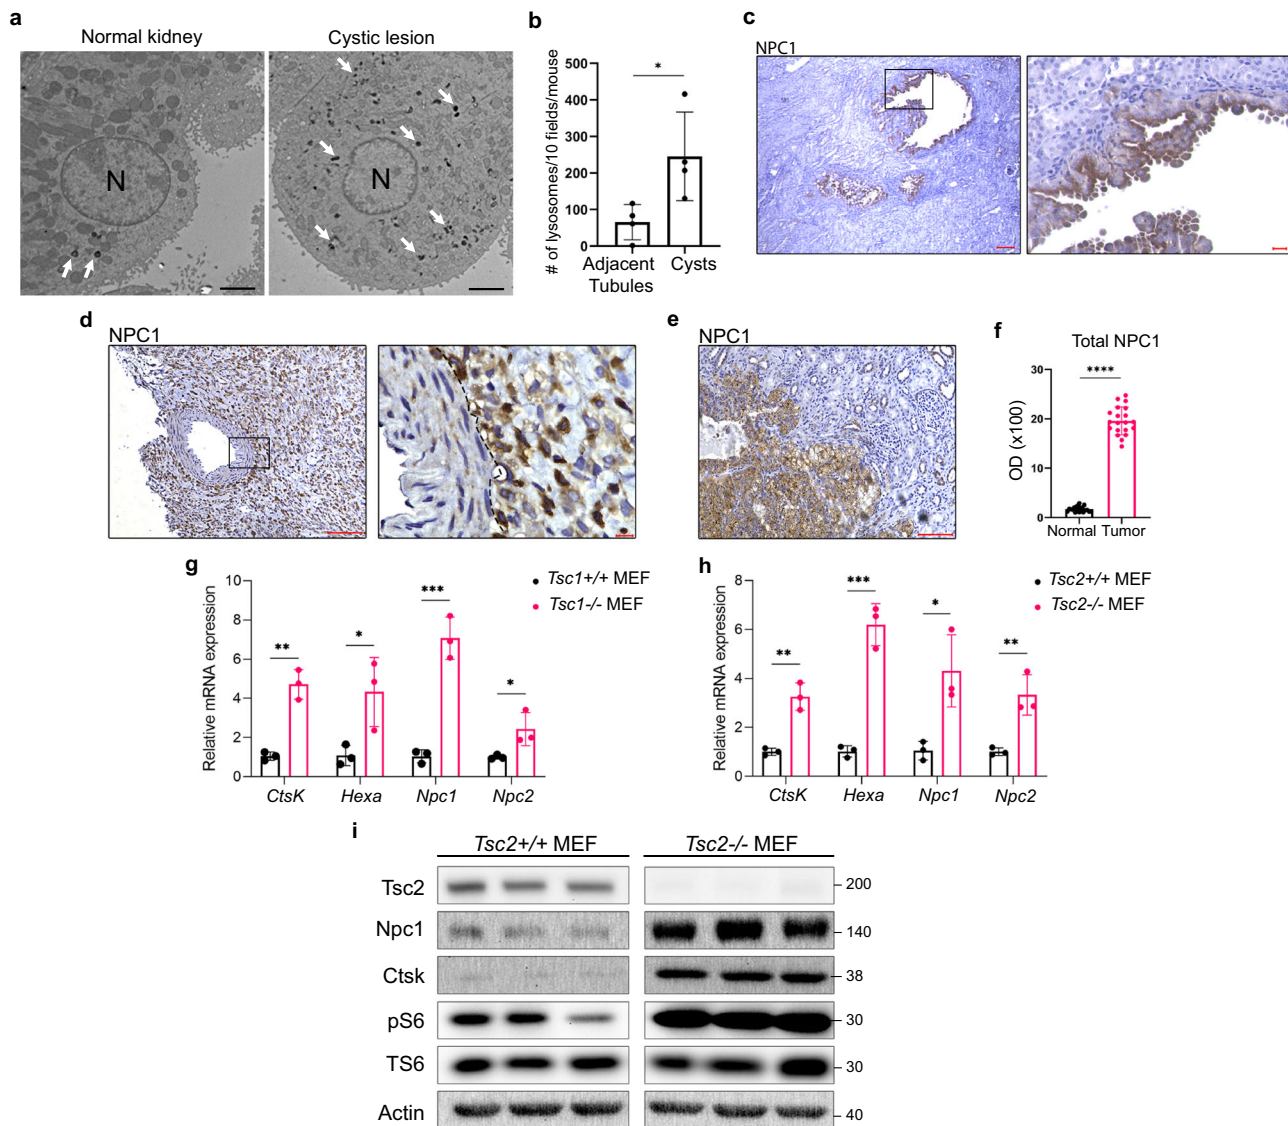 a
Normal kidney
Cystic lesion
N
N
b
# of lysosomes/10 fields/mouse
500
400
300
200
100
0
*
Adjacent
Tubules
Cysts
c
NPC1
d
NPC1
e
NPC1
f
Total NPC1
OD (x100)
30
20
10
0
****
Normal
Tumor
g
Relative mRNA expression
10
8
6
4
2
0
**
*
***
*
Tsc1+/+ MEF
Tsc1-/- MEF
CtsK
Hexa
Npc1
Npc2
h
Relative mRNA expression
8
6
4
2
0
**
***
*
**
Tsc2+/+ MEF
Tsc2-/- MEF
CtsK
Hexa
Npc1
Npc2
i
Tsc2+/+ MEF
Tsc2-/- MEF
Tsc2
200
Npc1
140
Ctsk
38
pS6
30
TS6
30
Actin
40